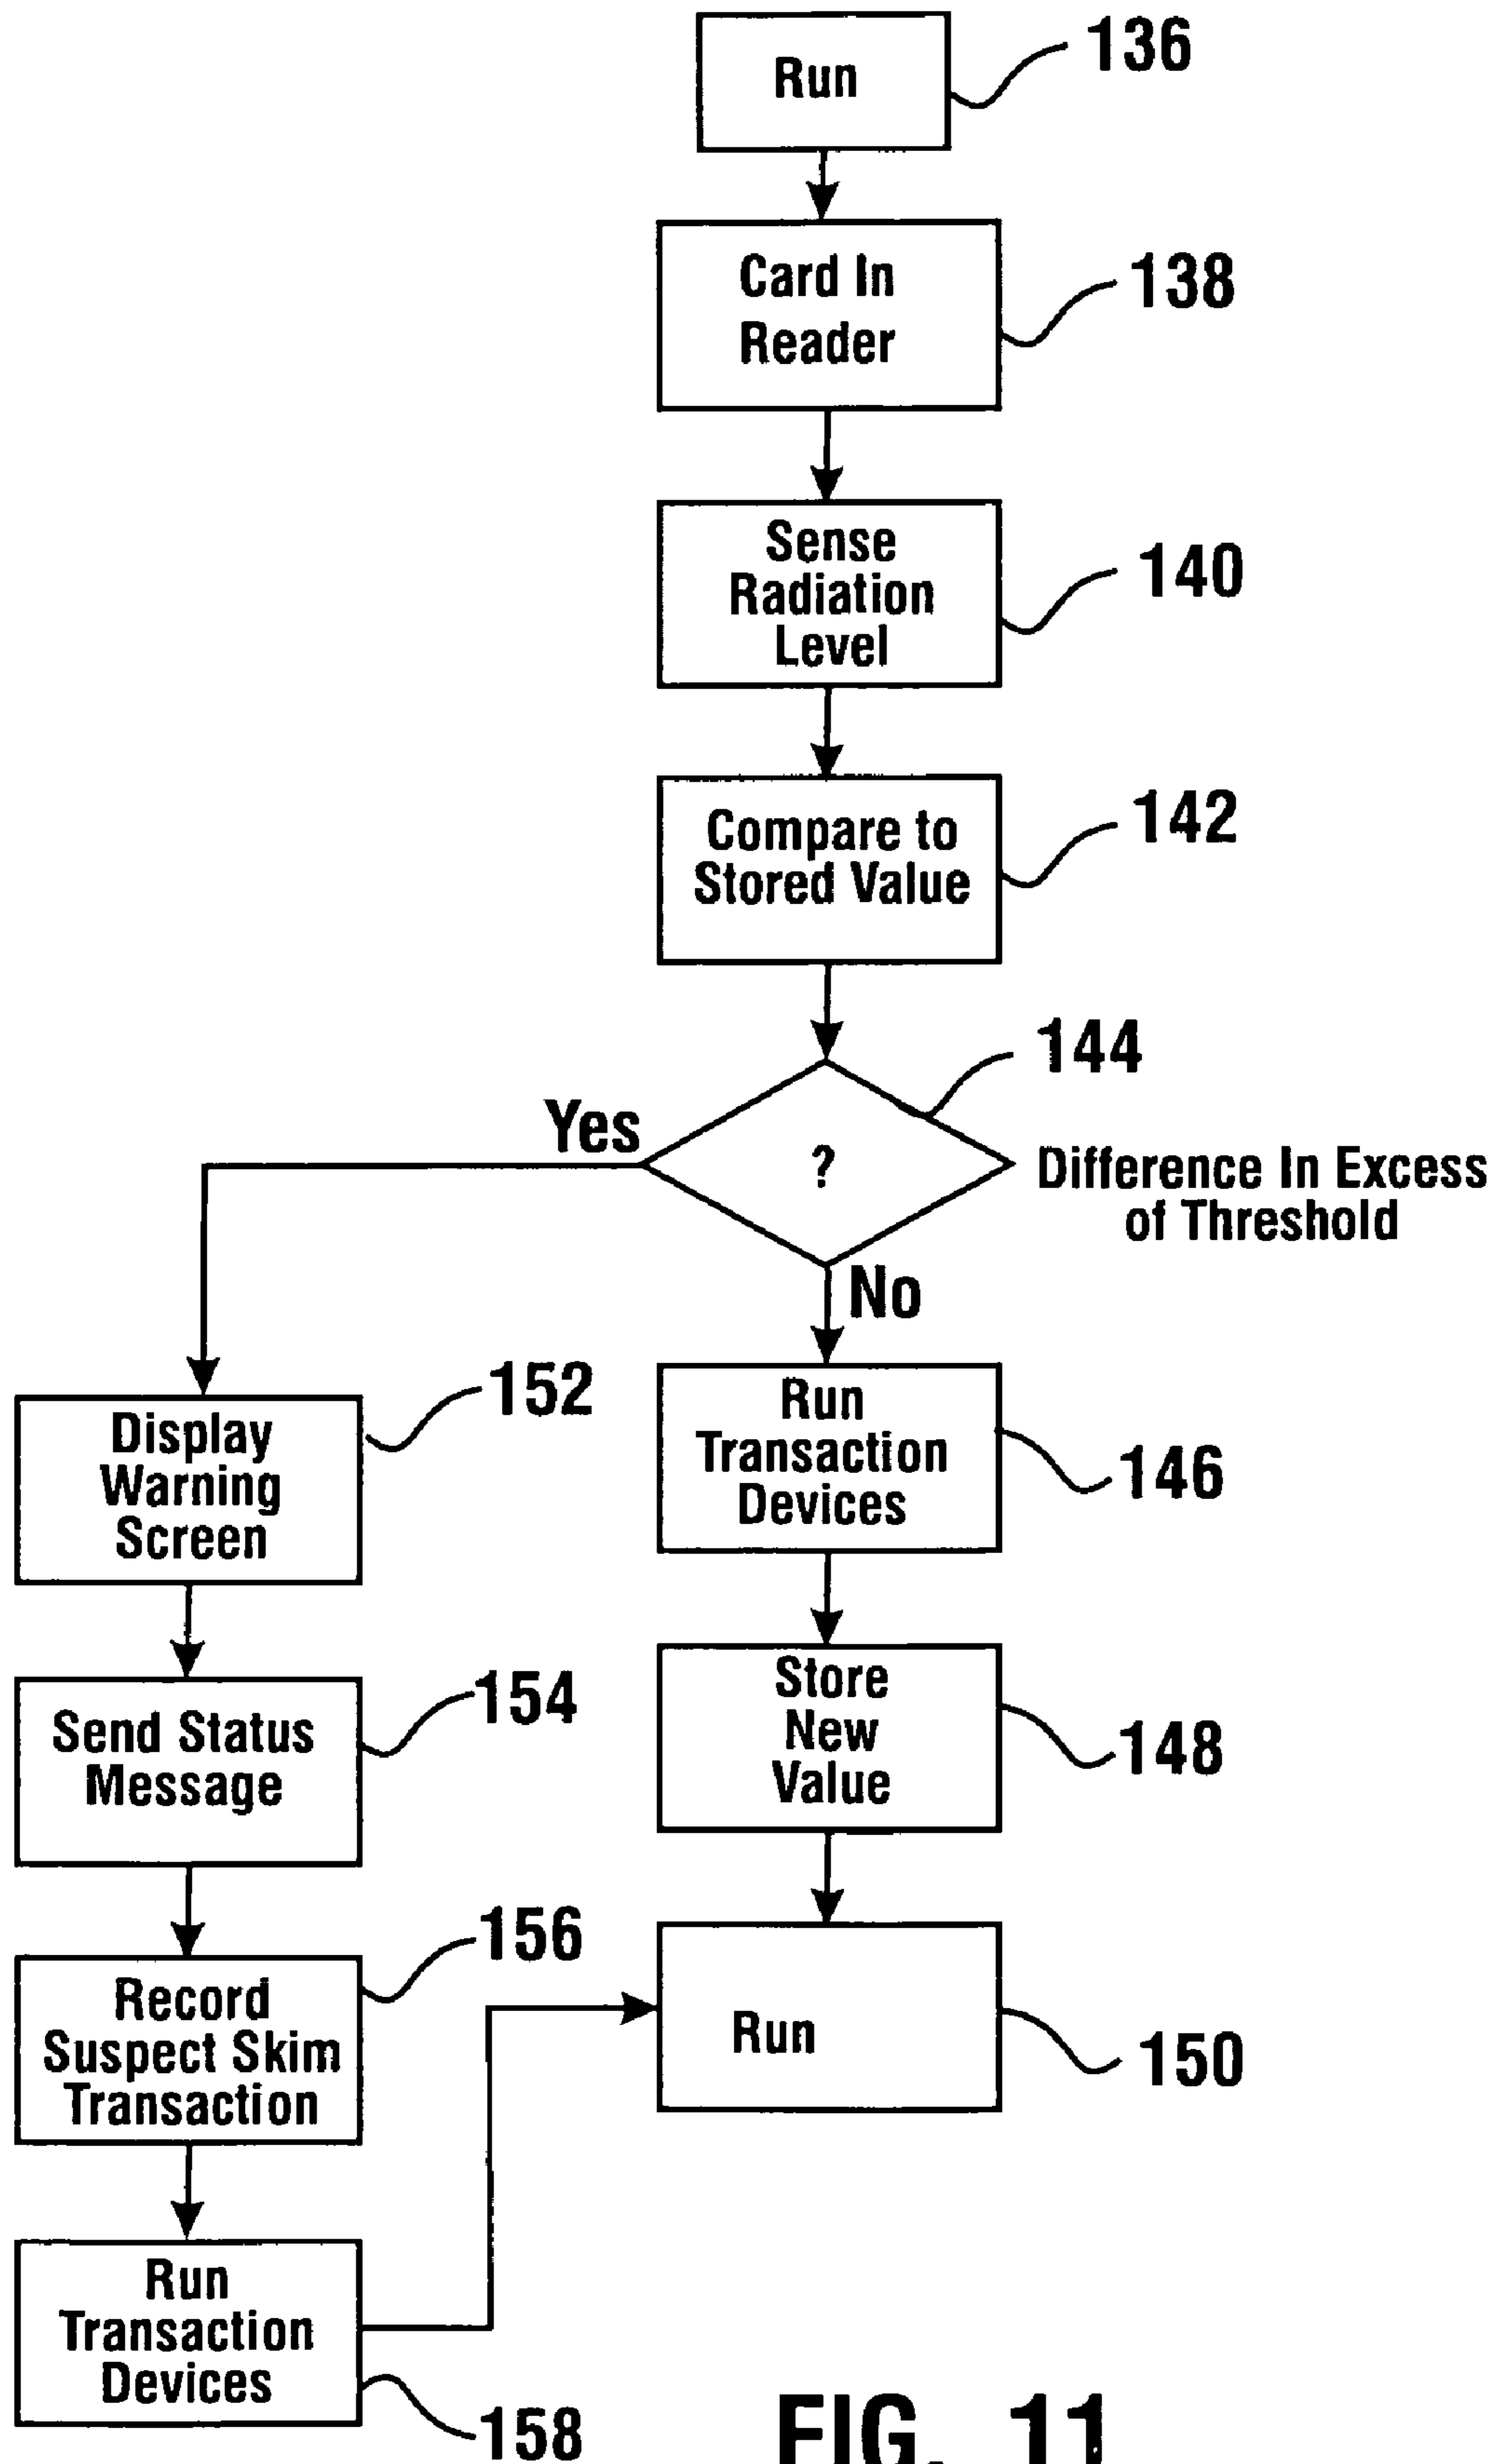 Run
136
Card In
Reader
138
Sense
Radiation
Level
140
Compare to
Stored Value
142
144
Yes
?
Difference In Excess
of Threshold
No
152
Display
Warning
Screen
Run
Transaction
Devices
146
154
Send Status
Message
Store
New
Value
148
156
Record
Suspect Skim
Transaction
Run
150
Run
Transaction
Devices
158
FIG. 11